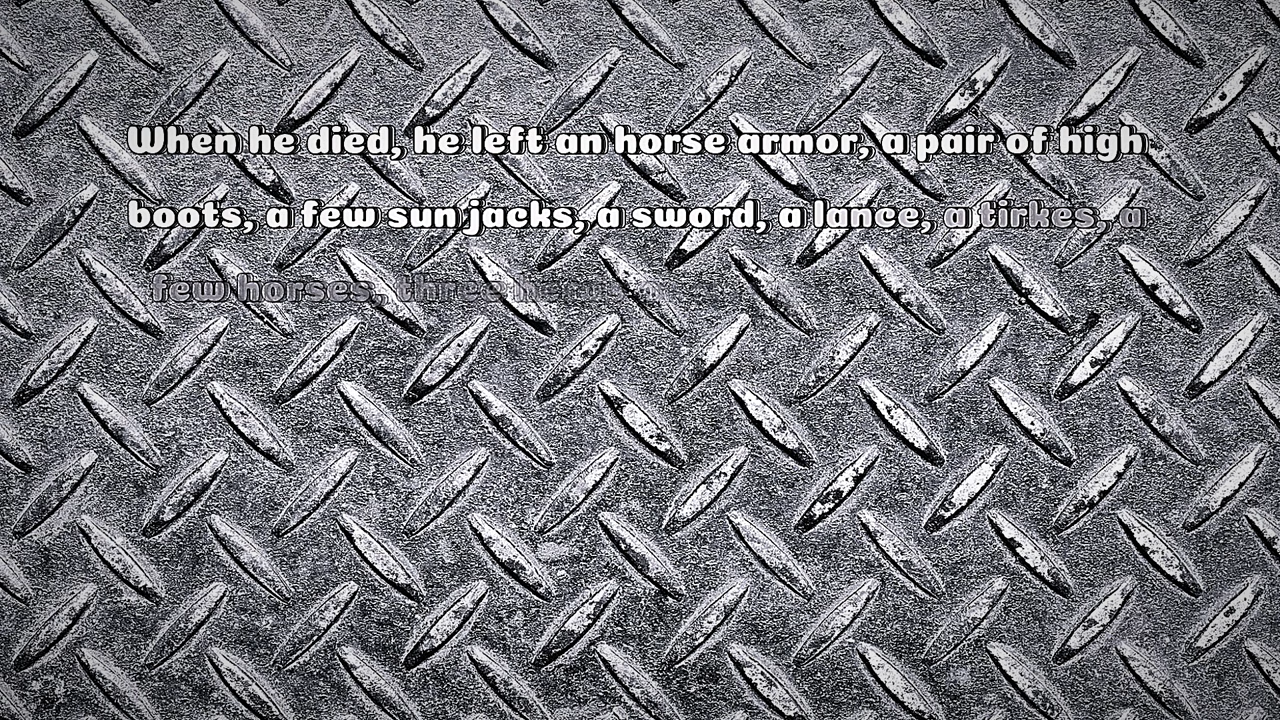 When he died, he left an horse armor, a pair of high
boots, a few sun jacks, a sword, a lance, a tirkes, a
few horses, three